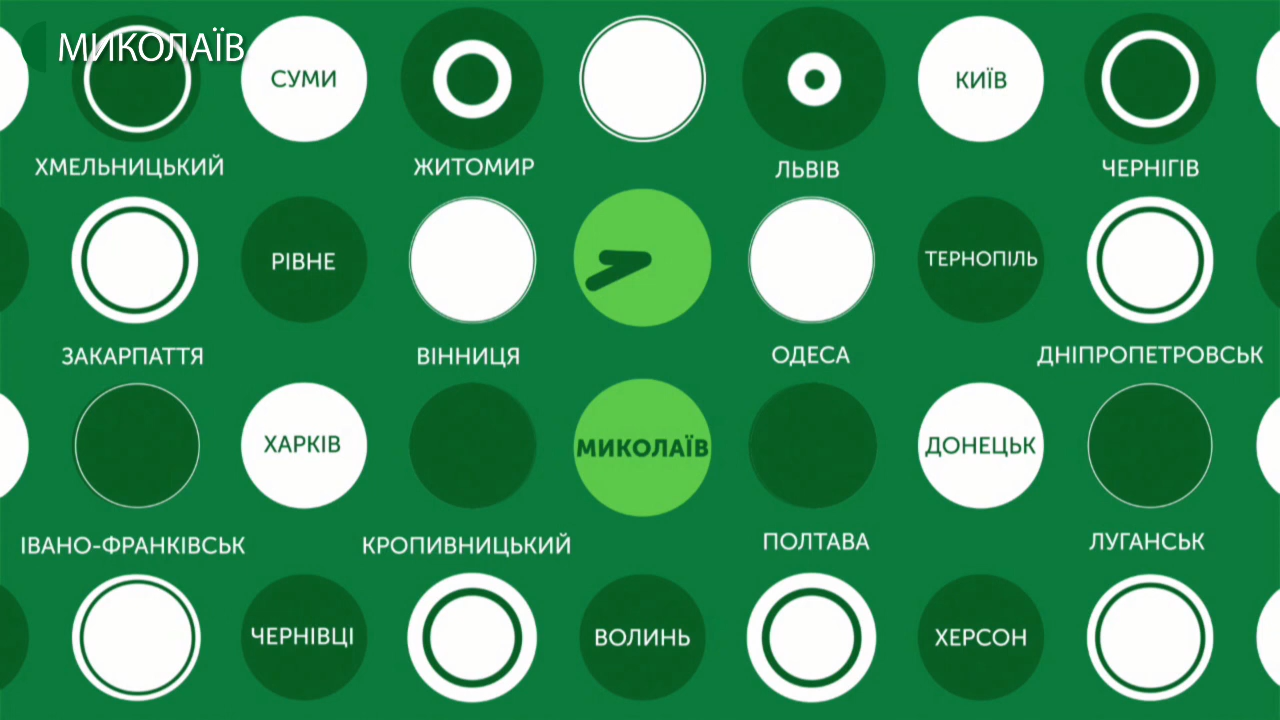 МИКОЛАЇВ
СУМИ
КИЇВ
ХМЕЛЬНИЦЬКИЙ
ЖИТОМИР
ЛЬВІВ
ЧЕРНІГІВ
РІВНЕ
ТЕРНОПІЛЬ
ЗАКАРПАТТЯ
ВІННИЦЯ
ОДЕСА
ДНІПРОПЕТРОВСЬК
ХАРКІВ
МИКОЛАЇВ
ДОНЕЦЬК
ІВАНО-ФРАНКІВСЬК
КРОПИВНИЦЬКИЙ
ПОЛТАВА
ЛУГАНСЬК
ЧЕРНІВЦІ
ВОЛИНЬ
ХЕРСОН